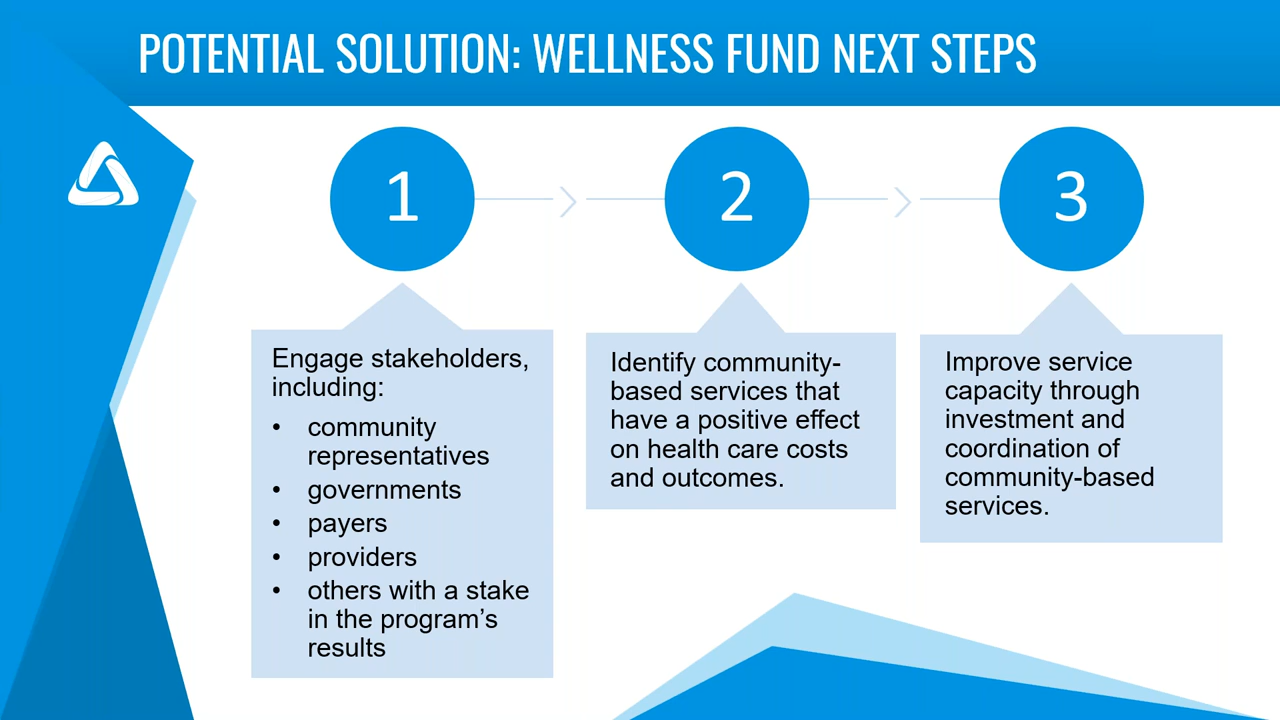 POTENTIAL SOLUTION: WELLNESS FUND NEXT STEPS
1
2
3
Engage stakeholders,
including:
• community
representatives
• governments
• payers
• providers
• others with a stake
in the program’s
results
Identify community-
based services that
have a positive effect
on health care costs
and outcomes.
Improve service
capacity through
investment and
coordination of
community-based
services.